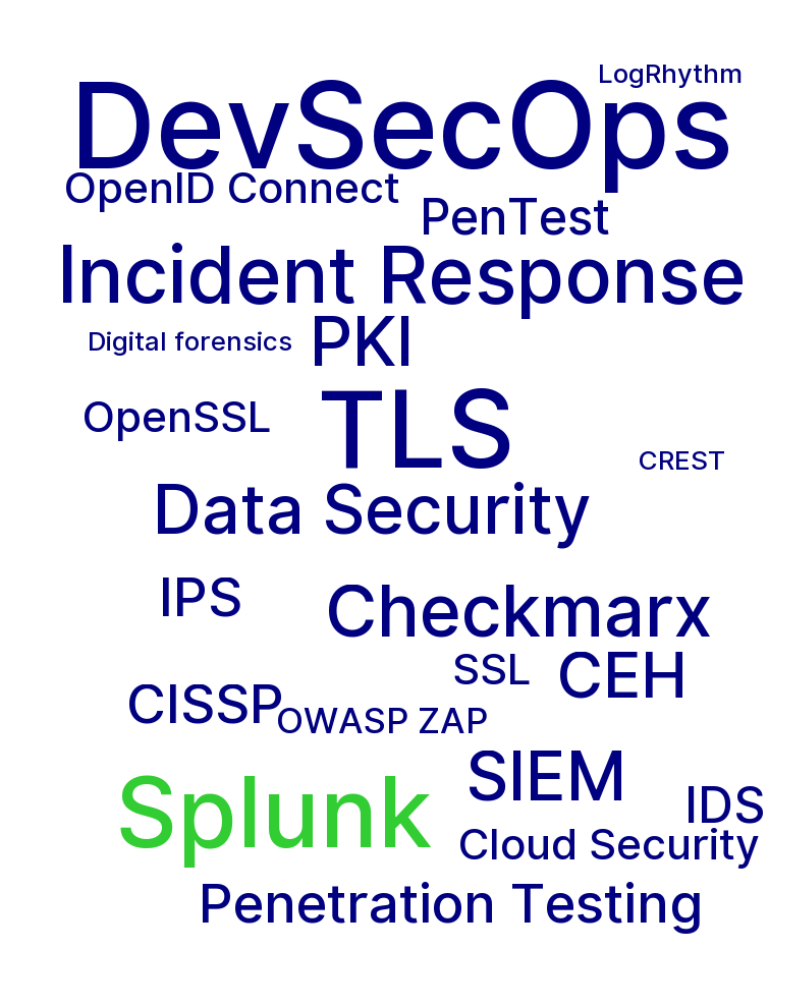 LogRhythm
DevSecOps
OpenID Connect
PenTest
Incident Response
Digital forensics
PKI
OpenSSL
TLS
CREST
Data Security
IPS
Checkmarx
SSL
CEH
CISSP
OWASP ZAP
SIEM
Splunk
IDS
Cloud Security
Penetration Testing